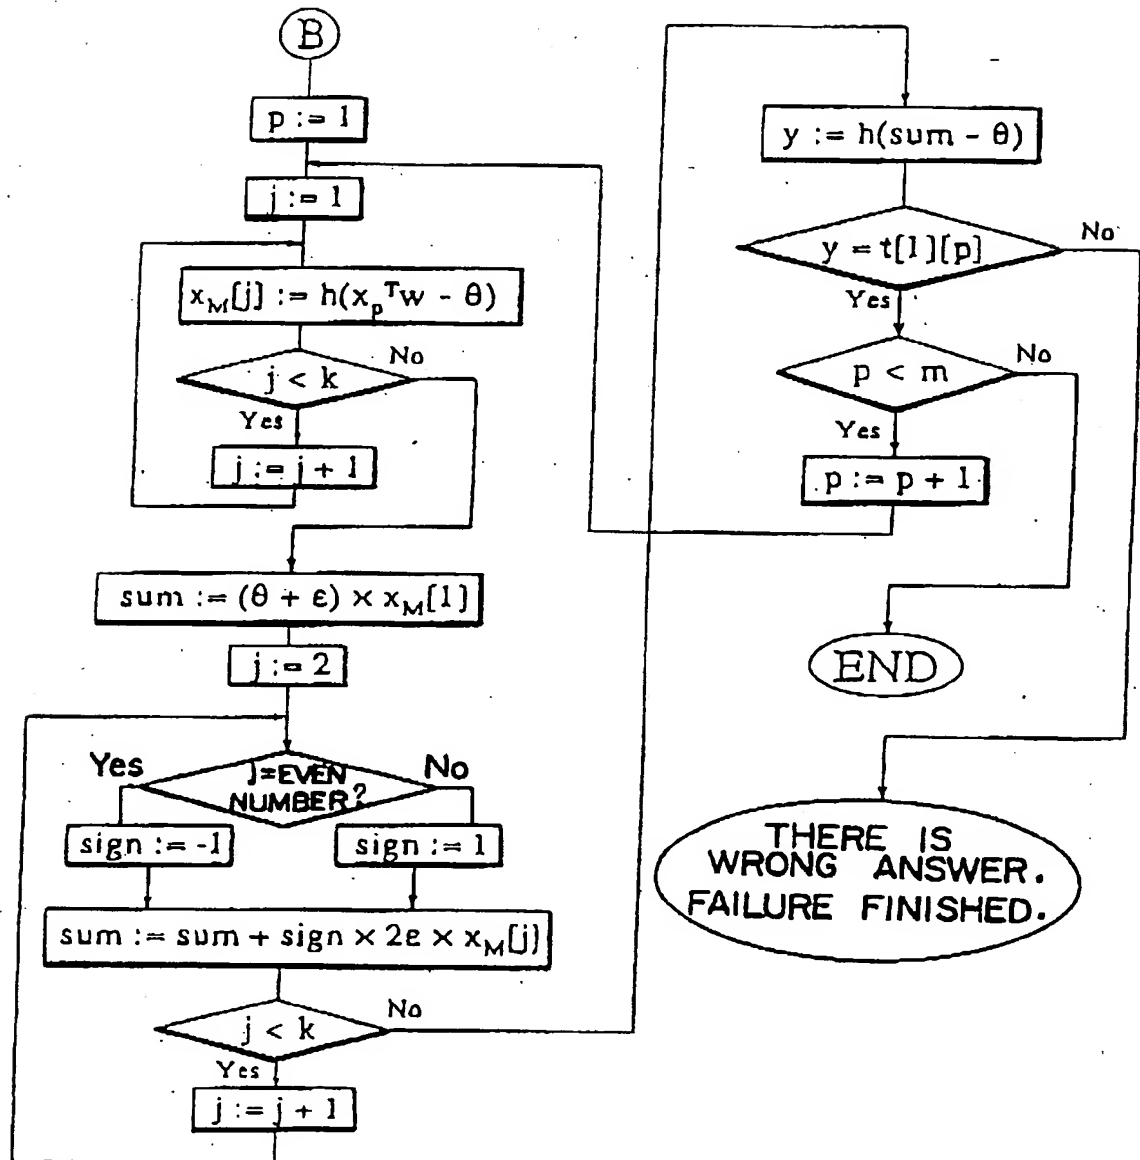 B
p := 1
j := 1
x_M[j] := h(x_p^T w - θ)
j < k
No
Yes
j := j + 1
sum := (θ + ε) × x_M[1]
j := 2
Yes
j=EVEN
NUMBER?
No
sign := -1
sign := 1
sum := sum + sign × 2ε × x_M[j]
j < k
No
Yes
j := j + 1
y := h(sum - θ)
y = t[1][p]
No
Yes
p < m
No
Yes
p := p + 1
END
THERE IS
WRONG ANSWER.
FAILURE FINISHED.